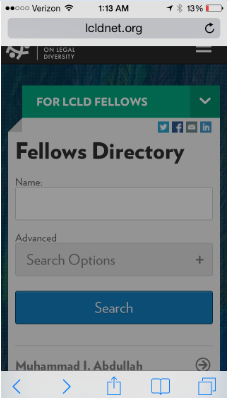 Verizon 1:13 AM 13%
lcldnet.org
ON LEGAL
DIVERSITY
FOR LCLD FELLOWS
Fellows Directory
Name:
Advanced
Search Options +
Search
Muhammad I. Abdullah